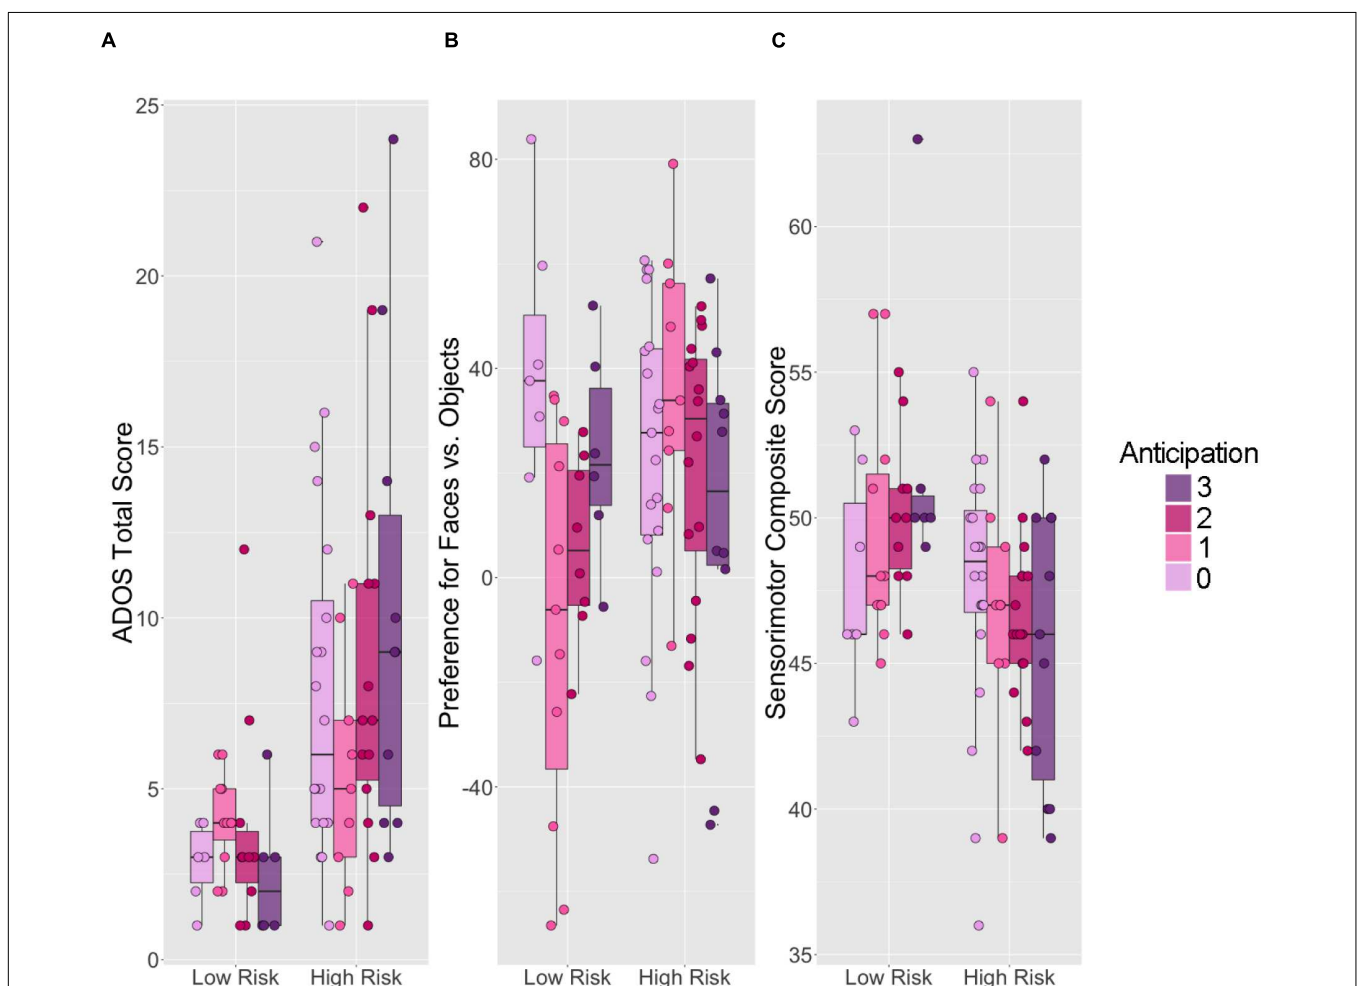 A
B
C
25
20
15
10
5
0
ADOS Total Score
Low Risk
High Risk
80
40
0
-40
Preference for Faces vs. Objects
Low Risk
High Risk
60
55
50
45
40
35
Sensorimotor Composite Score
Low Risk
High Risk
Anticipation
3
2
1
0